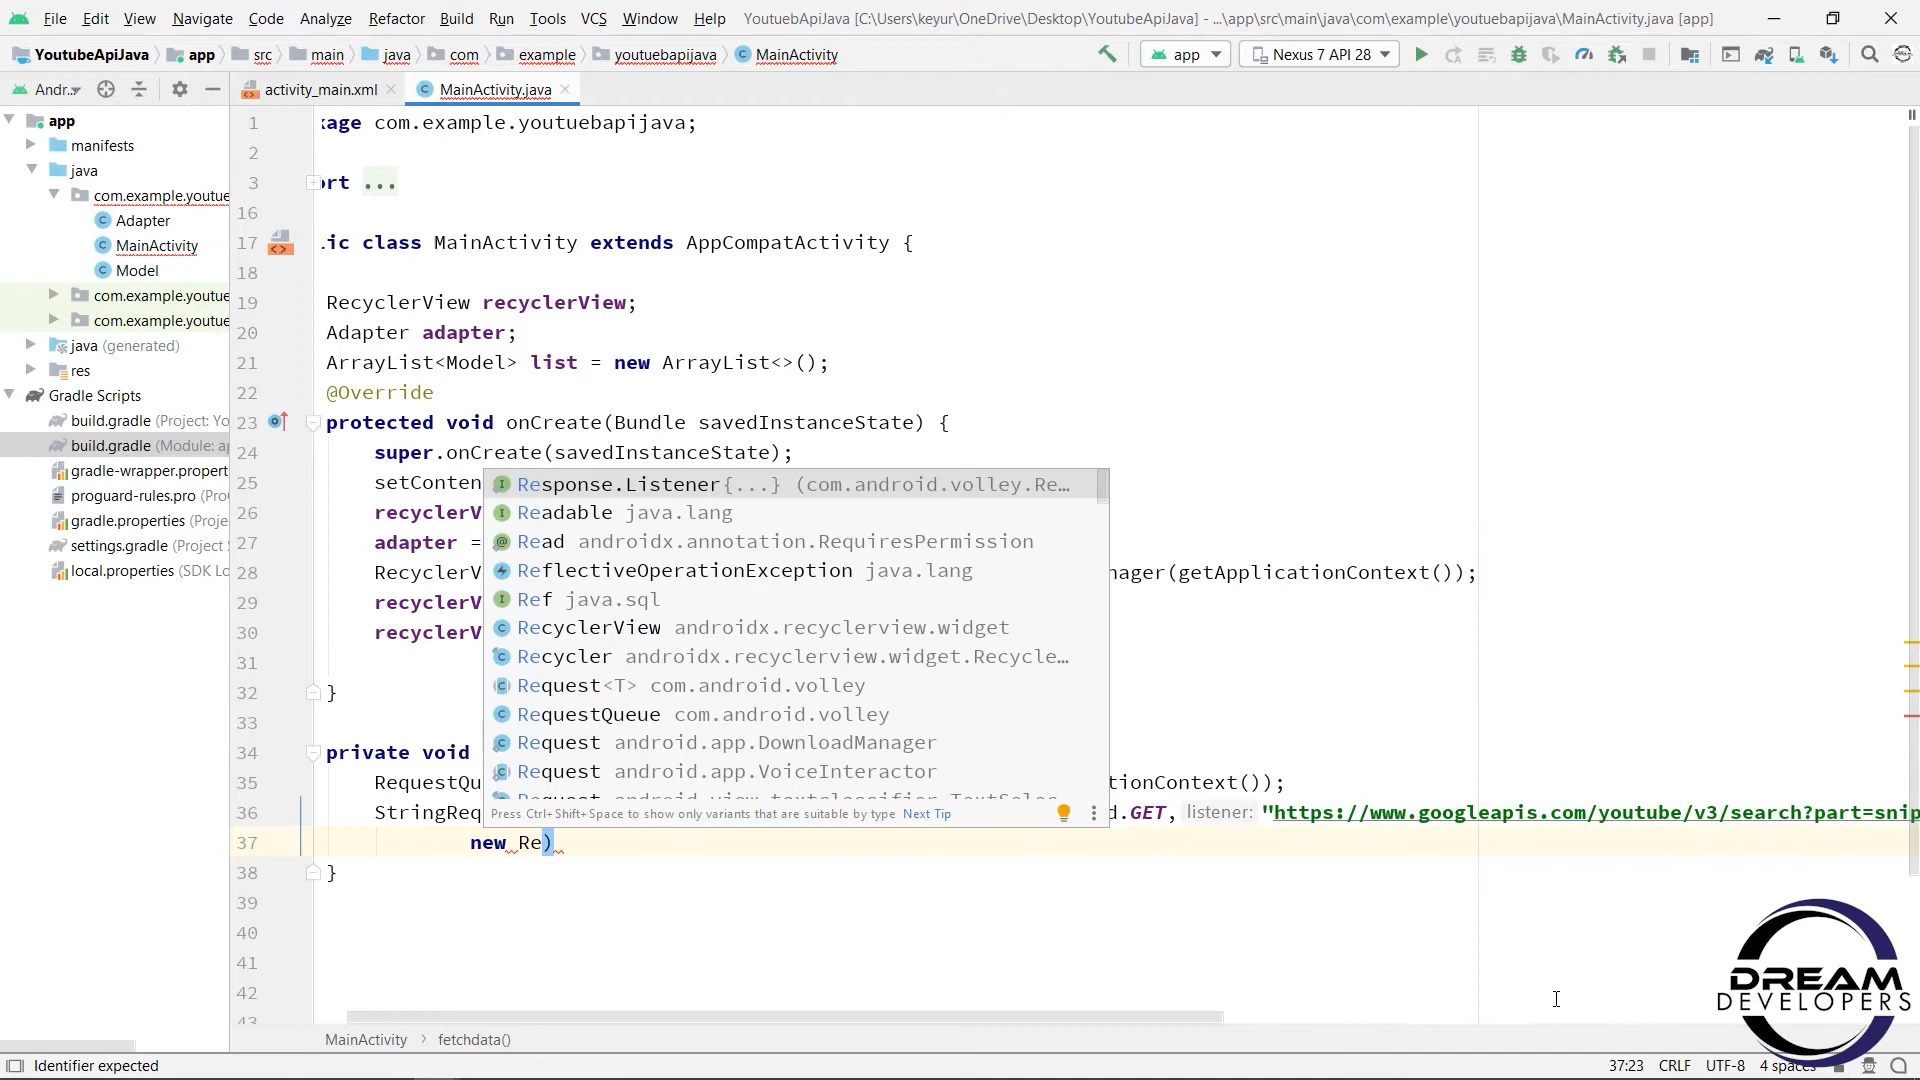 File Edit View Navigate Code Analyze Refactor Build Run Tools VCS Window Help YoutuebApiJava [C:\Users\keyur\OneDrive\Desktop\YoutubeApiJava] - ...\app\src\main\java\com\example\youtuebapijava\MainActivity.java [app]
YoutubeApiJava app src main java com example youtuebapijava MainActivity app Nexus 7 API 28
Andr.. activity_main.xml MainActivity.java
app
manifests
java
com.example.youtue
Adapter
MainActivity
Model
com.example.youtue
com.example.youtue
java (generated)
res
Gradle Scripts
build.gradle (Project: Yo
build.gradle (Module: ap
gradle-wrapper.propert
proguard-rules.pro (Pro
gradle.properties (Proje
settings.gradle (Project S
local.properties (SDK Lo
1 kage com.example.youtuebapijava;
2
3 ort ...
16
17 ic class MainActivity extends AppCompatActivity {
18
19 RecyclerView recyclerView;
20 Adapter adapter;
21 ArrayList<Model> list = new ArrayList<>();
22 @Override
23 protected void onCreate(Bundle savedInstanceState) {
24 super.onCreate(savedInstanceState);
25 setConten
26 recyclerV
27 adapter =
28 RecyclerV nager(getApplicationContext());
29 recyclerV
30 recyclerV
31
32 }
33
34 private void
35 RequestQu tionContext());
36 StringReq d.GET, listener: "https://www.googleapis.com/youtube/v3/search?part=snip
37 new Re)
38 }
39
40
41
42
43
Response.Listener{...} (com.android.volley.Re…
Readable java.lang
Read androidx.annotation.RequiresPermission
ReflectiveOperationException java.lang
Ref java.sql
RecyclerView androidx.recyclerview.widget
Recycler androidx.recyclerview.widget.Recycle…
Request<T> com.android.volley
RequestQueue com.android.volley
Request android.app.DownloadManager
Request android.app.VoiceInteractor
Press Ctrl+Shift+Space to show only variants that are suitable by type Next Tip
MainActivity fetchdata()
DREAM
DEVELOPERS
Identifier expected 37:23 CRLF UTF-8 4 spaces